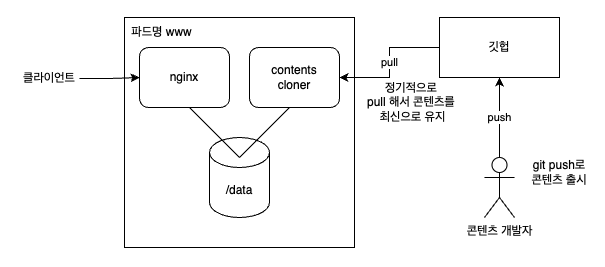 파드명 www
nginx
contents
cloner
/data
클라이언트
pull
정기적으로
pull 해서 콘텐츠를
최신으로 유지
깃헙
push
git push로
콘텐츠 출시
콘텐츠 개발자